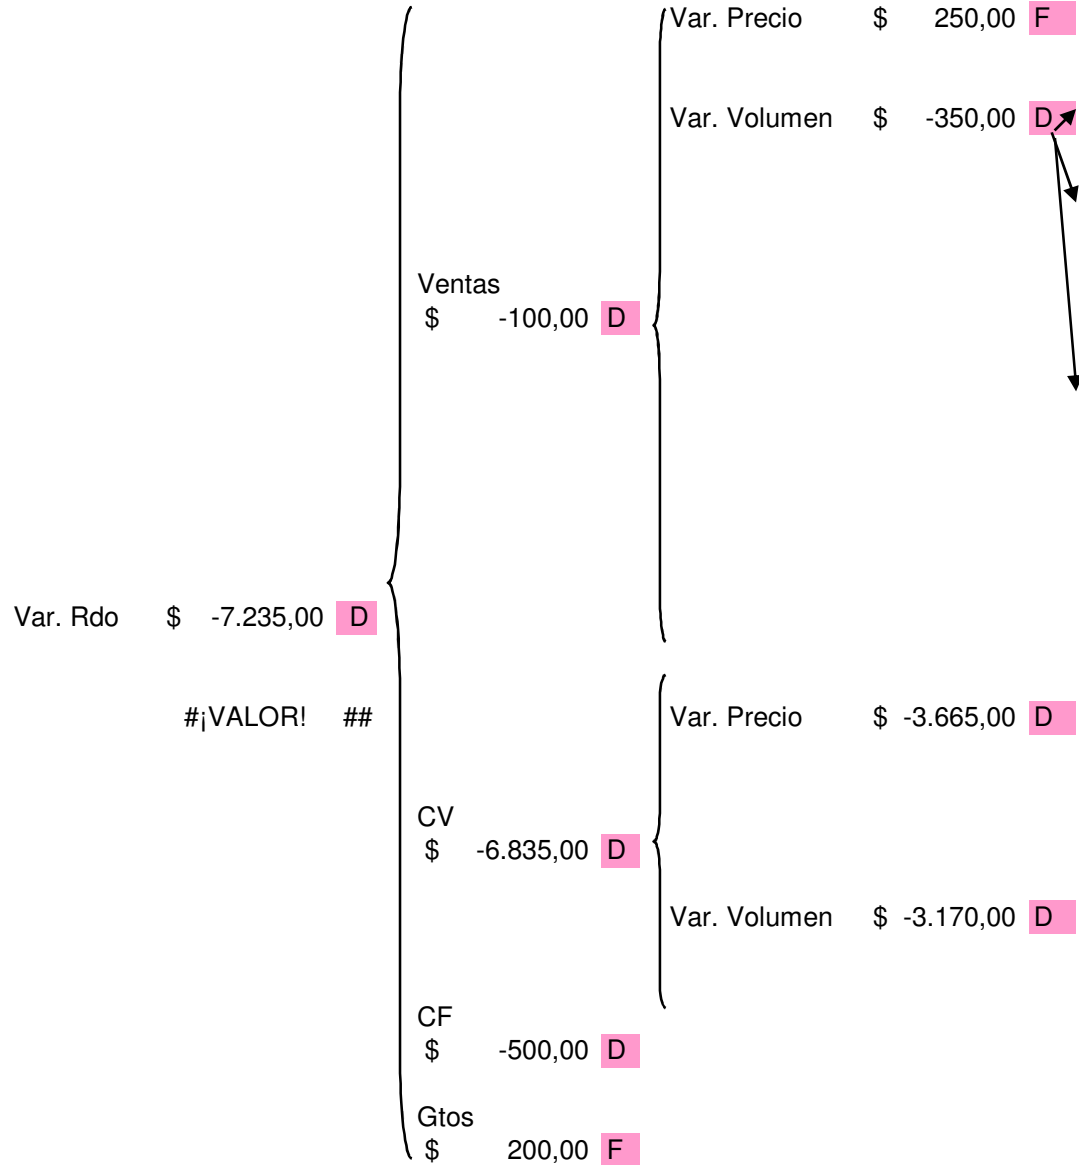 Var. Precio $ 250,00 F
Var. Volumen $ -350,00 D
Ventas
$ -100,00 D
Var. Rdo $ -7.235,00 D
#¡VALOR! ##
Var. Precio $ -3.665,00 D
CV
$ -6.835,00 D
Var. Volumen $ -3.170,00 D
CF
$ -500,00 D
Gtos
$ 200,00 F